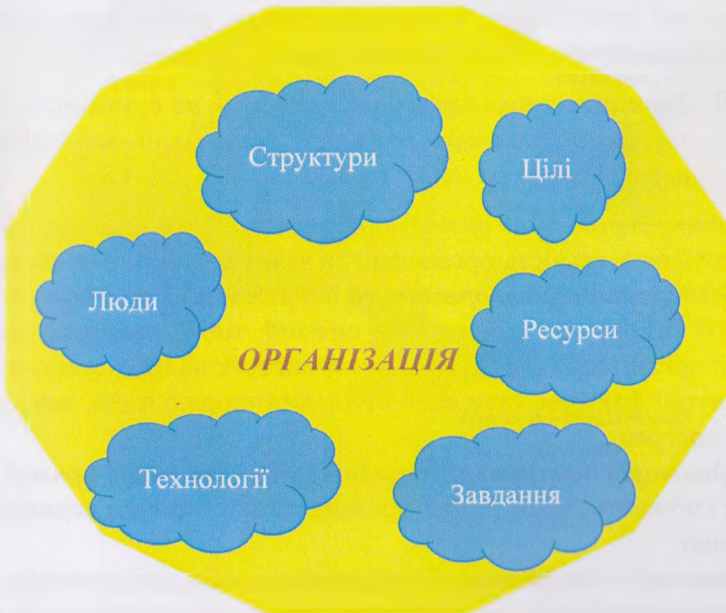 Структури
Цілі
Люди
Ресурси
ОРГАНІЗАЦІЯ
Технології
Завдання